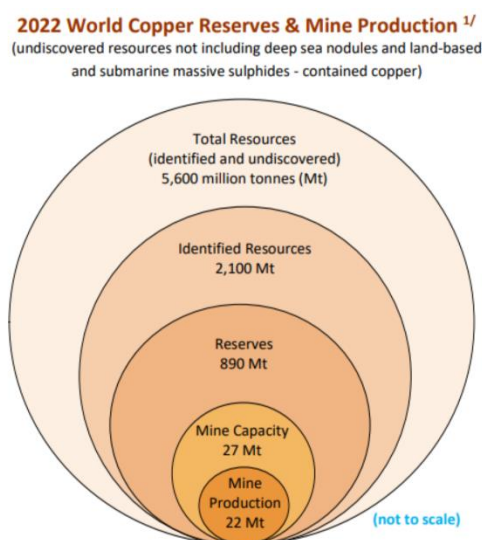 2022 World Copper Reserves & Mine Production 1/
(undiscovered resources not including deep sea nodules and land-based
and submarine massive sulphides - contained copper)
Total Resources
(identified and undiscovered)
5,600 million tonnes (Mt)
Identified Resources
2,100 Mt
Reserves
890 Mt
Mine Capacity
27 Mt
Mine
Production
22 Mt
(not to scale)